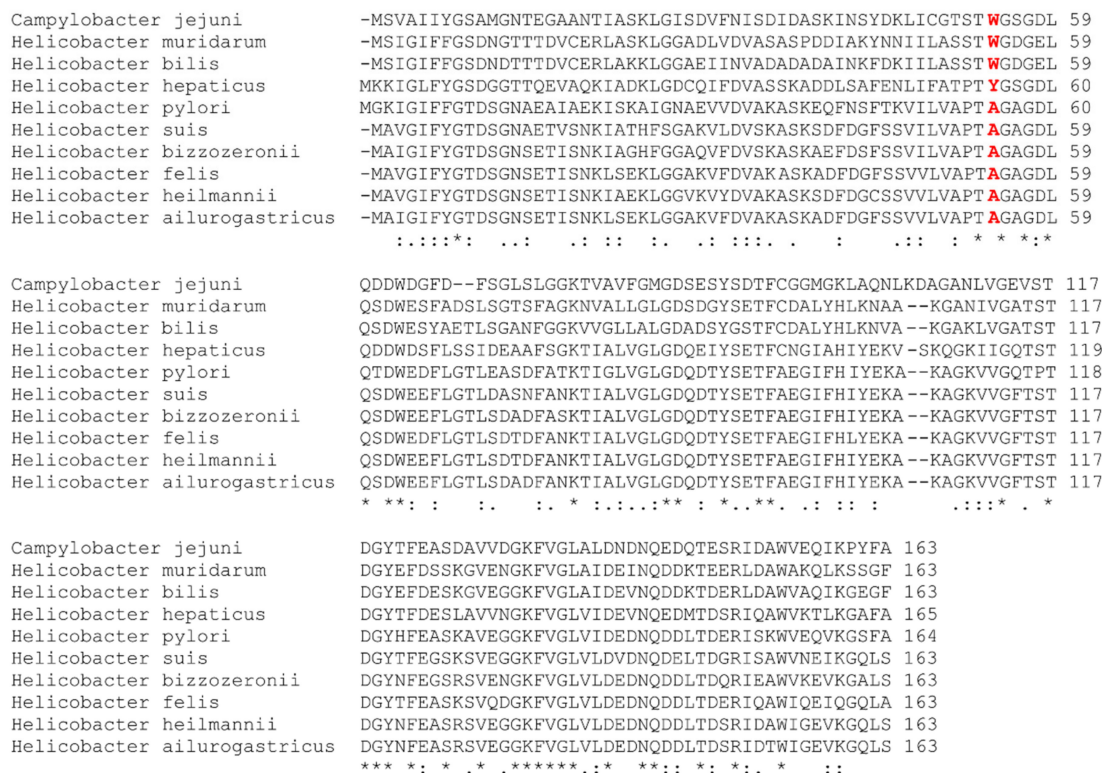 Campylobacter jejuni -MSVAIIYGSAMGNTEGAANTIASKLGISDVFNISDIDASKINSYDKLICGTSTWGSGDL 59
Helicobacter muridarum -MSIGIFFGSDNGTTTDVCERLASKLGGADLVDVASASPDDIAKYNNIILASSTWGDGEL 59
Helicobacter bilis -MSIGIFFGSDNDTTTDVCERLAKKLGGAEIINVADADADAINKFDKIILASSTWGDGEL 59
Helicobacter hepaticus MKKIGLFYGSDGGTTQEVAQKIADKLGDCQIFDVASSKADDLSAFENLIFATPTYGSGDL 60
Helicobacter pylori MGKIGIFFGTDSGNAEAIAEKISKAIGNAEVVDVAKASKEQFNSFTKVILVAPTAGAGDL 60
Helicobacter suis -MAVGIFYGTDSGNAETVSNKIATHFSGAKVLDVSKASKSDFDGFSSVILVAPTAGAGDL 59
Helicobacter bizzozeronii -MAIGIFYGTDSGNSETISNKIAGHFGGAQVFDVSKASKAEFDSFSSVILVAPTAGAGDL 59
Helicobacter felis -MAIGIFYGTDSGNSETISNKLSEKLGGAKVFDVAKASKADFDGFSSVVLVAPTAGAGDL 59
Helicobacter heilmannii -MAVGIFYGTDSGNSETISNKIAEKLGGVKVYDVAKASKSDFDGCSSVVLVAPTAGAGDL 59
Helicobacter ailurogastricus -MAIGIFYGTDSGNSETISNKLSEKLGGAKVFDVAKASKADFDGFSSVVLVAPTAGAGDL 59
:.:::*: ..: .: :: :. :::.. . : .:: : * * *:*
Campylobacter jejuni QDDWDGFD--FSGLSLGGKTVAVFGMGDSESYSDTFCGGMGKLAQNLKDAGANLVGEVST 117
Helicobacter muridarum QSDWESFADSLSGTSFAGKNVALLGLGDSDGYSDTFCDALYHLKNAA--KGANIVGATST 117
Helicobacter bilis QSDWESYAETLSGANFGGKVVGLLALGDADSYGSTFCDALYHLKNVA--KGAKLVGATST 117
Helicobacter hepaticus QDDWDSFLSSIDEAAFSGKTIALVGLGDQEIYSETFCNGIAHIYEKV-SKQGKIIGQTST 119
Helicobacter pylori QTDWEDFLGTLEASDFATKTIGLVGLGDQDTYSETFAEGIFHIYEKA--KAGKVVGQTPT 118
Helicobacter suis QSDWEEFLGTLDASNFANKTIALVGLGDQDTYSETFAEGIFHIYEKA--KAGKVVGFTST 117
Helicobacter bizzozeronii QSDWEEFLGTLSDADFASKTIALVGLGDQDTYSETFAEGIFHIYEKA--KAGKVVGFTST 117
Helicobacter felis QSDWEDFLGTLSDTDFANKTIALVGLGDQDTYSETFAEGIFHLYEKA--KAGKVVGFTST 117
Helicobacter heilmannii QSDWEEFLGTLSDTDFANKTIALVGLGDQDTYSETFAEGIFHIYEKA--KAGKVVGFTST 117
Helicobacter ailurogastricus QSDWEEFLGTLSDADFANKTIALVGLGDQDTYSETFAEGIFHIYEKA--KAGKVVGFTST 117
* **: : :. :. * :.:..:** : *..** .: :: : .:::* . *
Campylobacter jejuni DGYTFEASDAVVDGKFVGLALDNDNQEDQTESRIDAWVEQIKPYFA 163
Helicobacter muridarum DGYEFDSSKGVENGKFVGLAIDEINQDDKTEERLDAWAKQLKSSGF 163
Helicobacter bilis DGYEFDESKGVEGGKFVGLAIDEVNQDDKTDERLDAWVAQIKGEGF 163
Helicobacter hepaticus DGYTFDESLAVVNGKFVGLVIDEVNQEDMTDSRIQAWVKTLKGAFA 165
Helicobacter pylori DGYHFEASKAVEGGKFVGLVIDEDNQDDLTDERISKWVEQVKGSFA 164
Helicobacter suis DGYTFEGSKSVEGGKFVGLVLDVDNQDELTDGRISAWVNEIKGQLS 163
Helicobacter bizzozeronii DGYNFEGSRSVENGKFVGLVLDEDNQDDLTDQRIEAWVKEVKGALS 163
Helicobacter felis DGYTFEASKSVQDGKFVGLVLDEDNQDDLTDERIQAWIQEIQGQLA 163
Helicobacter heilmannii DGYNFEASRSVEGGKFVGLVLDEDNQDDLTDSRIDAWIGEVKGQLS 163
Helicobacter ailurogastricus DGYNFEASRSVEGGKFVGLVLDEDNQDDLTDSRIDTWIGEVKGQLS 163
*** *: * .* .******.:* **:: *: *:. * ::